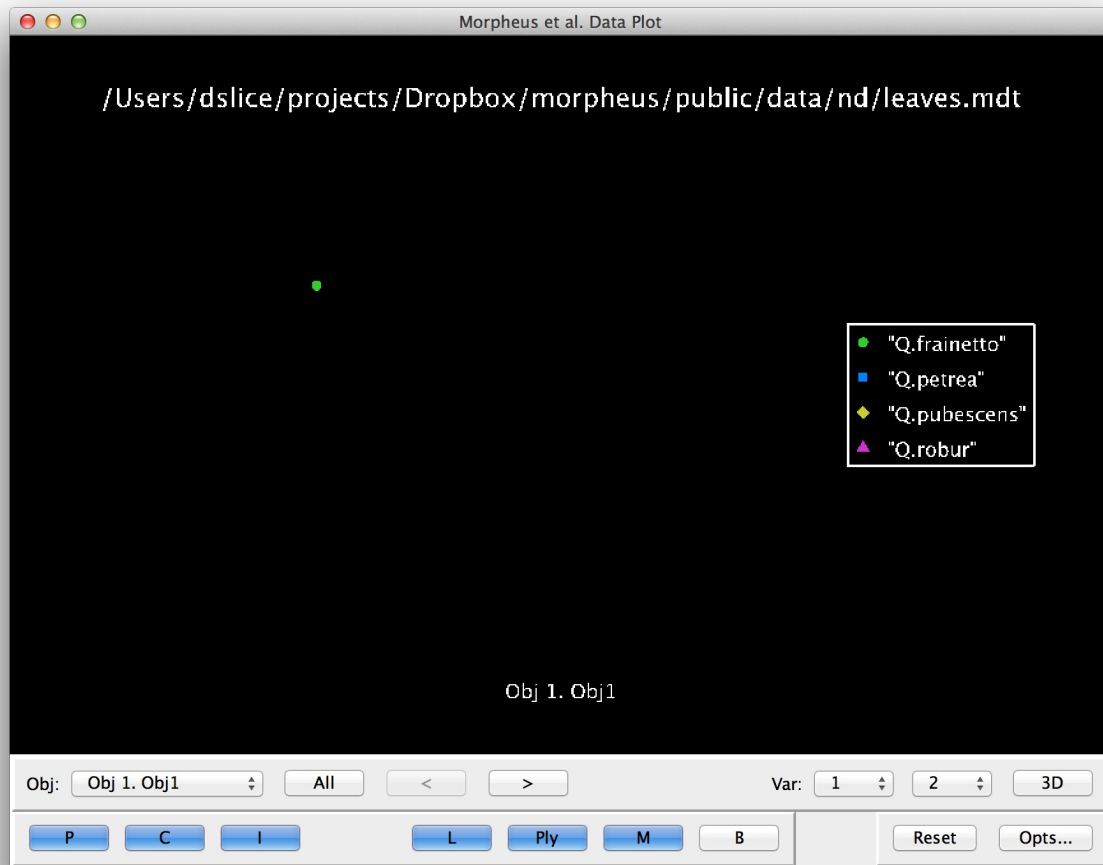 Morpheus et al. Data Plot
/Users/dslice/projects/Dropbox/morpheus/public/data/nd/leaves.mdt
"Q.frainetto"
"Q.petrea"
"Q.pubescens"
"Q.robur"
Obj 1. Obj1
Obj: Obj 1. Obj1 All < > Var: 1 2 3D
P C I L Ply M B Reset Opts...